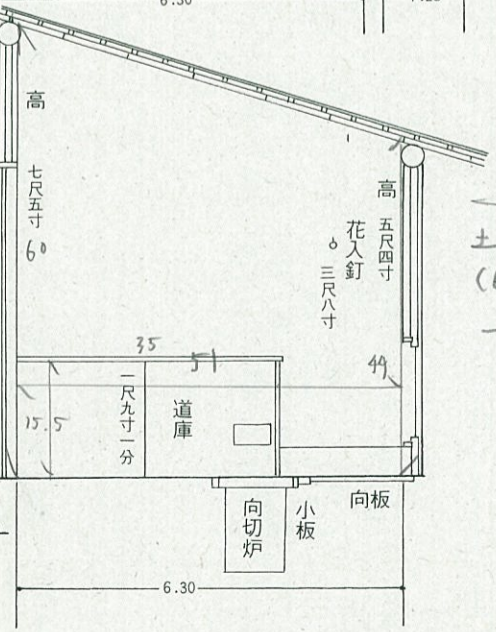 6.30
高
七尺五寸
60
高
五尺四寸
花入釘
三尺八寸
土
35
51
49
一尺九寸一分
15.5
道庫
向切炉
小板
向板
6.30